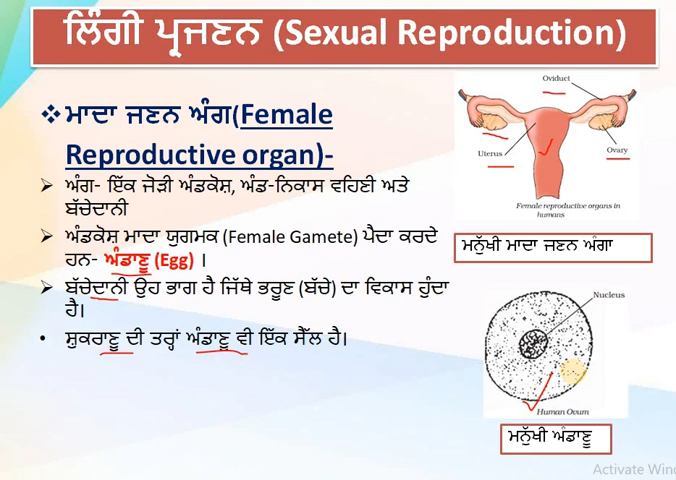 ਲਿੰਗੀ ਪ੍ਰਜਣਨ (Sexual Reproduction)
❖ਮਾਦਾ ਜਣਨ ਅੰਗ(Female
Reproductive organ)-
➤ ਅੰਗ- ਇੱਕ ਜੋੜੀ ਅੰਡਕੋਸ਼, ਅੰਡ-ਨਿਕਾਸ ਵਹਿਣੀ ਅਤੇ
ਬੱਚੇਦਾਨੀ
➤ ਅੰਡਕੋਸ਼ ਮਾਦਾ ਯੁਗਮਕ (Female Gamete) ਪੈਦਾ ਕਰਦੇ
ਹਨ- ਅੰਡਾਣੂ (Egg) ।
➤ ਬੱਚੇਦਾਨੀ ਉਹ ਭਾਗ ਹੈ ਜਿੱਥੇ ਭਰੂਣ (ਬੱਚੇ) ਦਾ ਵਿਕਾਸ ਹੁੰਦਾ
ਹੈ।
• ਸੁਕਰਾਣੂ ਦੀ ਤਰ੍ਹਾਂ ਅੰਡਾਣੂ ਵੀ ਇੱਕ ਸੈੱਲ ਹੈ।
Oviduct
Uterus
Ovary
Female reproductive organs in
humans
ਮਨੁੱਖੀ ਮਾਦਾ ਜਣਨ ਅੰਗਾ
Nucleus
Human Ovum
ਮਨੁੱਖੀ ਅੰਡਾਣੂ
Activate Win